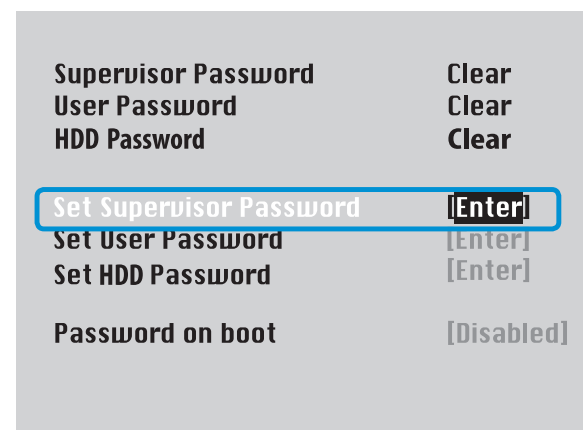 Supervisor Password Clear
User Password Clear
HDD Password Clear
Set Supervisor Password [Enter]
Set User Password [Enter]
Set HDD Password [Enter]
Password on boot [Disabled]